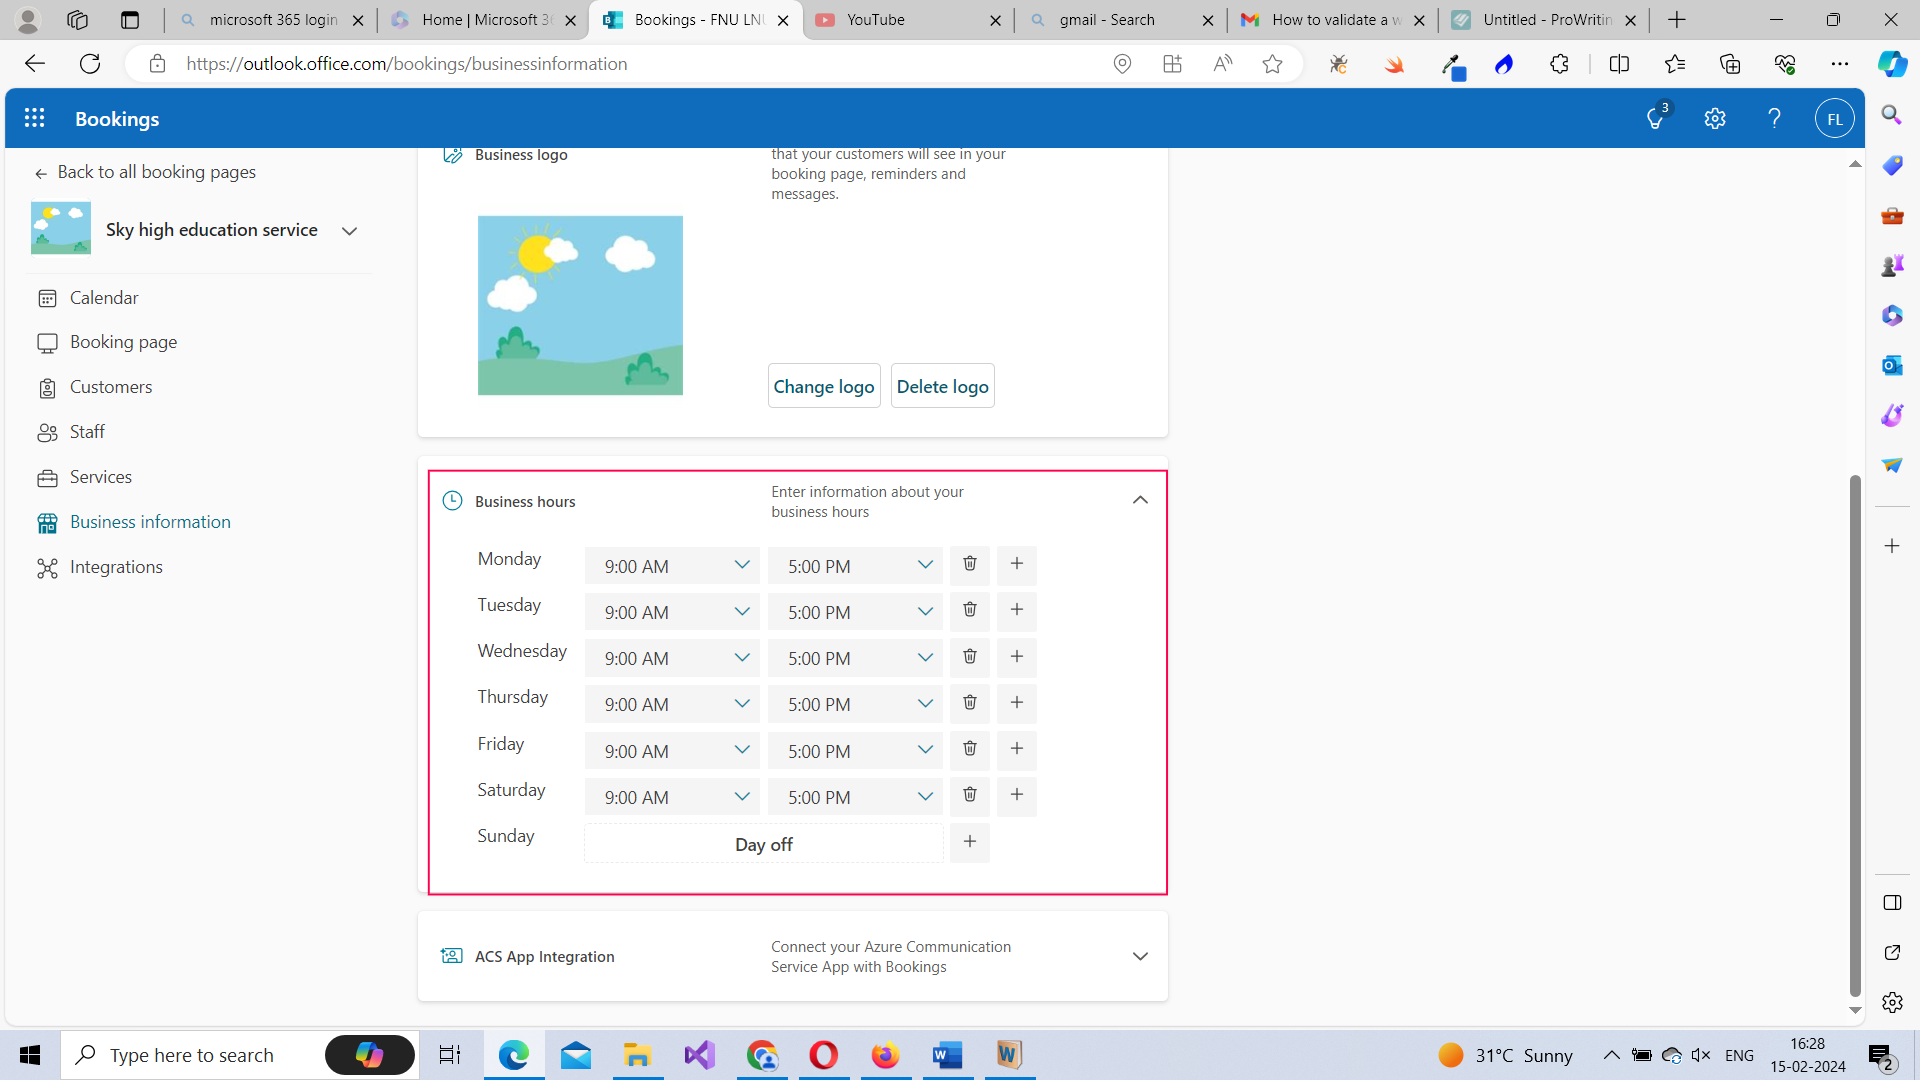 microsoft 365 login
Home | Microsoft 36
Bookings - FNU LNU
YouTube
gmail - Search
How to validate a w
Untitled - ProWritin
https://outlook.office.com/bookings/businessinformation
Bookings
3
FL
Back to all booking pages
Sky high education service
Calendar
Booking page
Customers
Staff
Services
Business information
Integrations
Business logo
that your customers will see in your
booking page, reminders and
messages.
Change logo Delete logo
Business hours
Enter information about your
business hours
Monday 9:00 AM 5:00 PM
Tuesday 9:00 AM 5:00 PM
Wednesday 9:00 AM 5:00 PM
Thursday 9:00 AM 5:00 PM
Friday 9:00 AM 5:00 PM
Saturday 9:00 AM 5:00 PM
Sunday Day off
ACS App Integration
Connect your Azure Communication
Service App with Bookings
Type here to search
31°C Sunny
ENG
16:28
15-02-2024
2